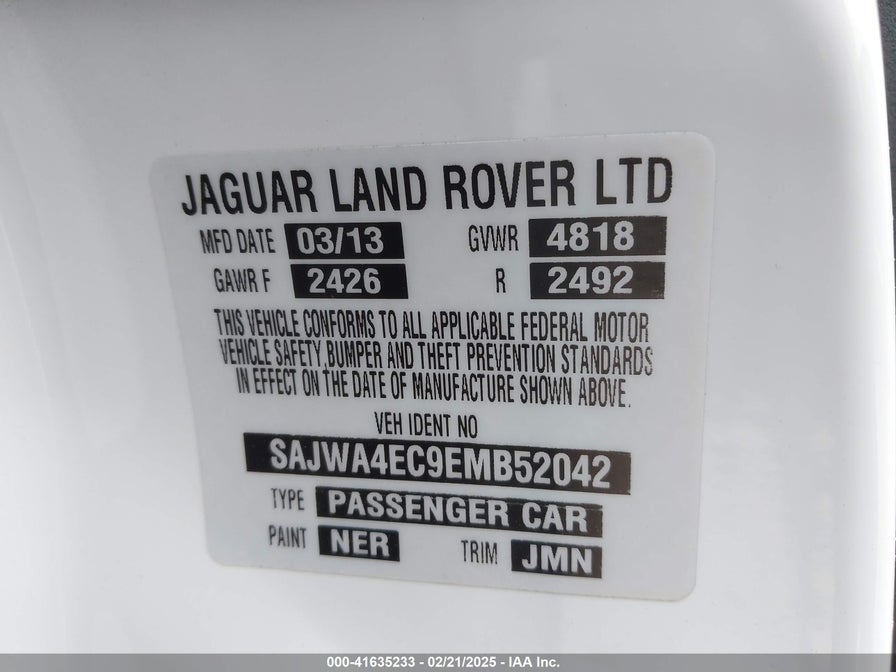 JAGUAR LAND ROVER LTD
MFD DATE 03/13 GVWR 4818
GAWR F 2426 R 2492
THIS VEHICLE CONFORMS TO ALL APPLICABLE FEDERAL MOTOR
VEHICLE SAFETY,BUMPER AND THEFT PREVENTION STANDARDS
IN EFFECT ON THE DATE OF MANUFACTURE SHOWN ABOVE.
VEH IDENT NO
SAJWA4EC9EMB52042
TYPE PASSENGER CAR
PAINT NER TRIM JMN
000-41635233 - 02/21/2025 - IAA Inc.